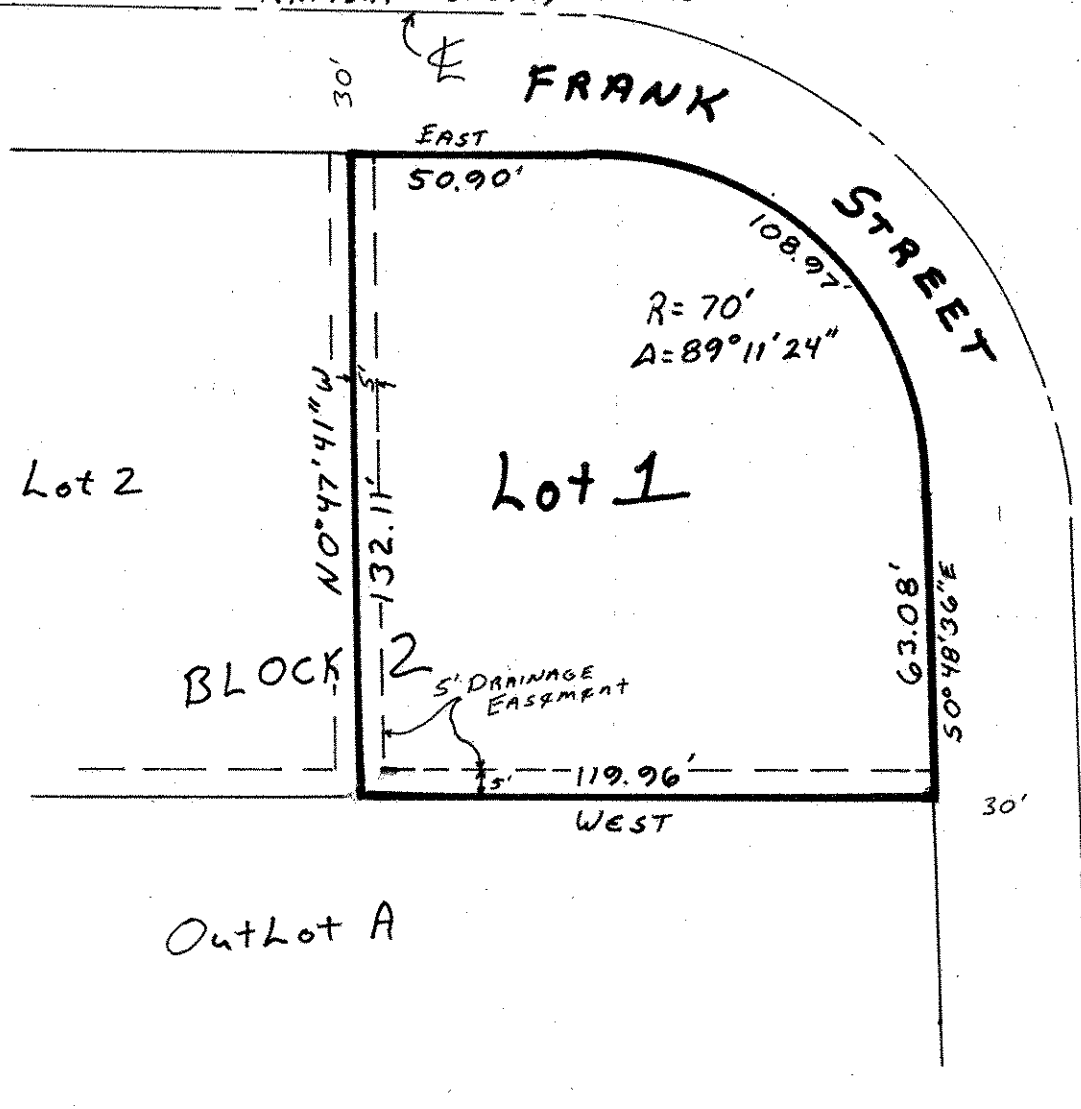 ℄
30'
FRANK
STREET
EAST
50.90'
108.97'
R= 70'
Δ=89°11'24"
5'
N0°47'41"W
132.11'
Lot 2
Lot 1
63.08'
S0°48'36"E
BLOCK 2
5' DRAINAGE
EASEMENT
5'
119.96'
WEST
30'
OutLot A